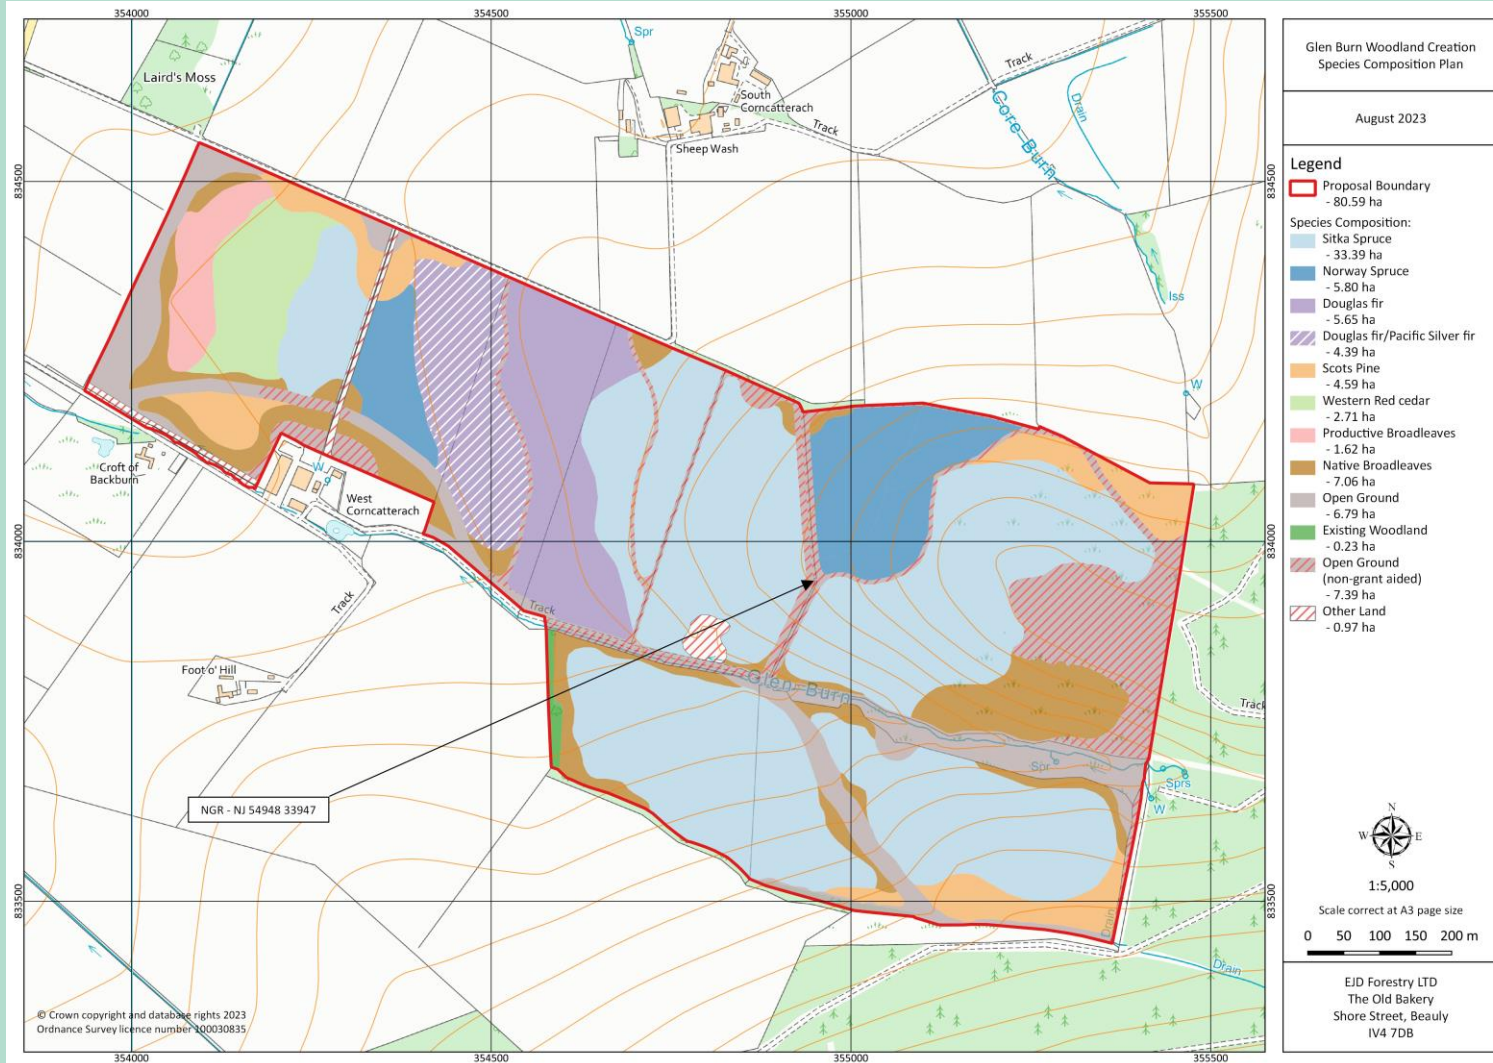 354000
354500
355000
355500
Spr
Laird's Moss
South
Corncatterach
Track
Sheep Wash
Track
Core Burn
Drain
834500
834500
Iss
W
Croft of
Backburn
W
West
Corncatterach
834000
834000
Track
Track
Foot o' Hill
Glen Burn
Track
Spr
Sprs
W
NGR - NJ 54948 33947
833500
833500
Drain
Drain
© Crown copyright and database rights 2023
Ordnance Survey licence number 100030835
354000
354500
355000
355500
Glen Burn Woodland Creation
Species Composition Plan
August 2023
Legend
Proposal Boundary
- 80.59 ha
Species Composition:
Sitka Spruce
- 33.39 ha
Norway Spruce
- 5.80 ha
Douglas fir
- 5.65 ha
Douglas fir/Pacific Silver fir
- 4.39 ha
Scots Pine
- 4.59 ha
Western Red cedar
- 2.71 ha
Productive Broadleaves
- 1.62 ha
Native Broadleaves
- 7.06 ha
Open Ground
- 6.79 ha
Existing Woodland
- 0.23 ha
Open Ground
(non-grant aided)
- 7.39 ha
Other Land
- 0.97 ha
N
W E
S
1:5,000
Scale correct at A3 page size
0 50 100 150 200 m
EJD Forestry LTD
The Old Bakery
Shore Street, Beauly
IV4 7DB